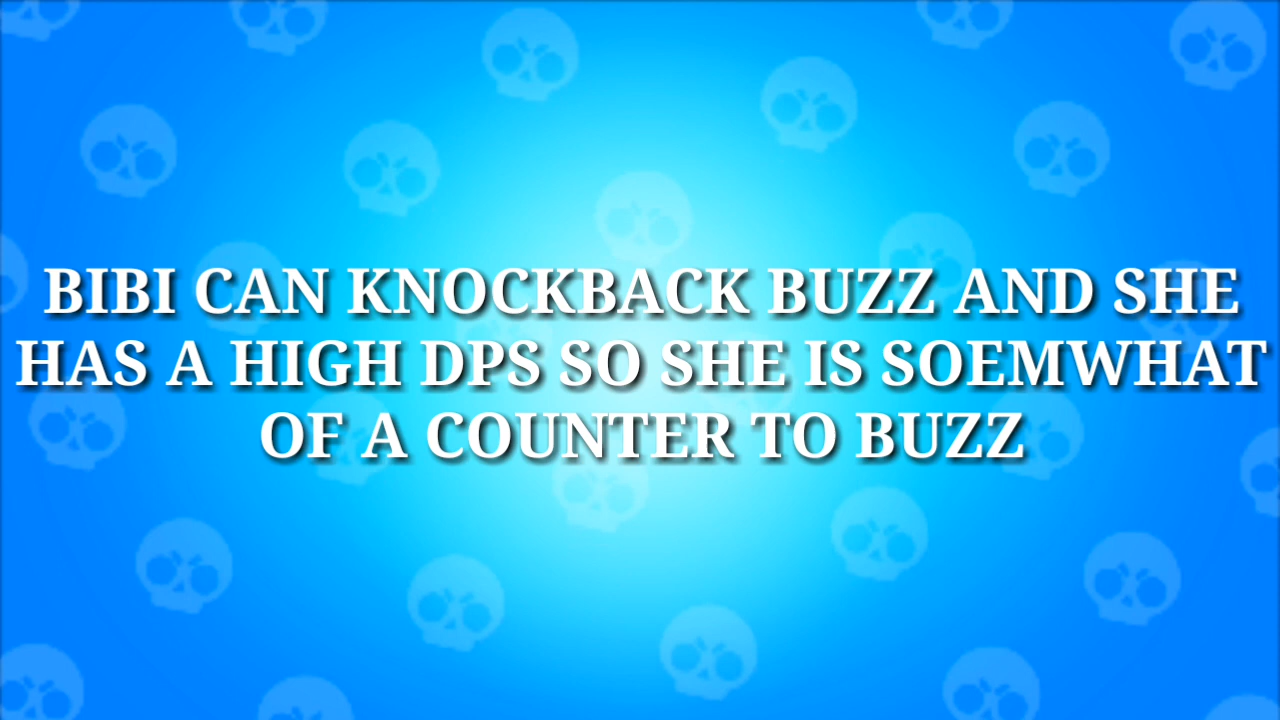 BIBI CAN KNOCKBACK BUZZ AND SHE
HAS A HIGH DPS SO SHE IS SOEMWHAT
OF A COUNTER TO BUZZ